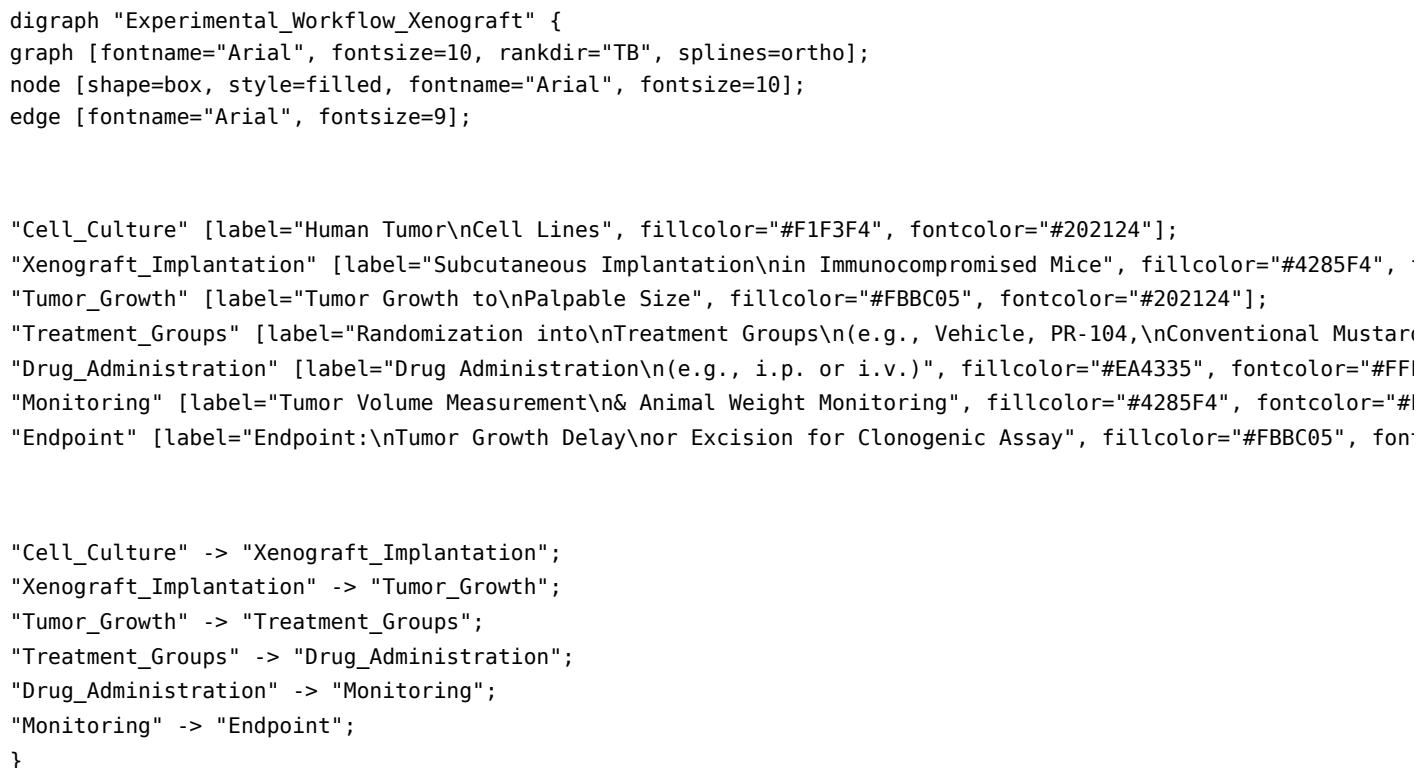 digraph "Experimental_Workflow_Xenograft" {
graph [fontname="Arial", fontsize=10, rankdir="TB", splines=ortho];
node [shape=box, style=filled, fontname="Arial", fontsize=10];
edge [fontname="Arial", fontsize=9];
"Cell_Culture" [label="Human Tumor\nCell Lines", fillcolor="#F1F3F4", fontcolor="#202124"];
"Xenograft_Implantation" [label="Subcutaneous Implantation\nin Immunocompromised Mice", fillcolor="#4285F4",
"Tumor_Growth" [label="Tumor Growth to\nPalpable Size", fillcolor="#FBBC05", fontcolor="#202124"];
"Treatment_Groups" [label="Randomization into\nTreatment Groups\n(e.g., Vehicle, PR-104,\nConventional Mustard
"Drug_Administration" [label="Drug Administration\n(e.g., i.p. or i.v.)", fillcolor="#EA4335", fontcolor="#FF
"Monitoring" [label="Tumor Volume Measurement\n& Animal Weight Monitoring", fillcolor="#4285F4", fontcolor="#
"Endpoint" [label="Endpoint:\nTumor Growth Delay\nor Excision for Clonogenic Assay", fillcolor="#FBBC05", fon
"Cell_Culture" -> "Xenograft_Implantation";
"Xenograft_Implantation" -> "Tumor_Growth";
"Tumor_Growth" -> "Treatment_Groups";
"Treatment_Groups" -> "Drug_Administration";
"Drug_Administration" -> "Monitoring";
"Monitoring" -> "Endpoint";
}